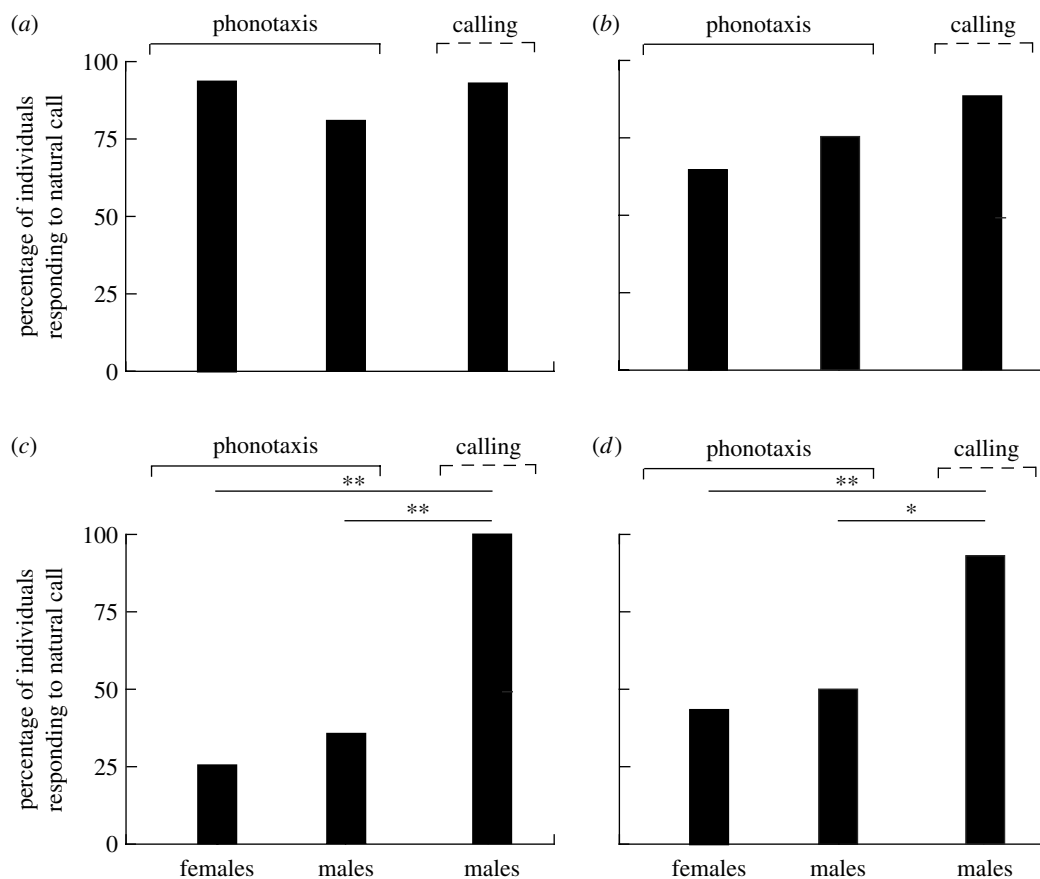 (a) phonotaxis calling
(b) phonotaxis calling
percentage of individuals
responding to natural call
100
75
50
25
0
(c) phonotaxis calling
**
**
(d) phonotaxis calling
**
*
percentage of individuals
responding to natural call
100
75
50
25
0
females males males
females males males